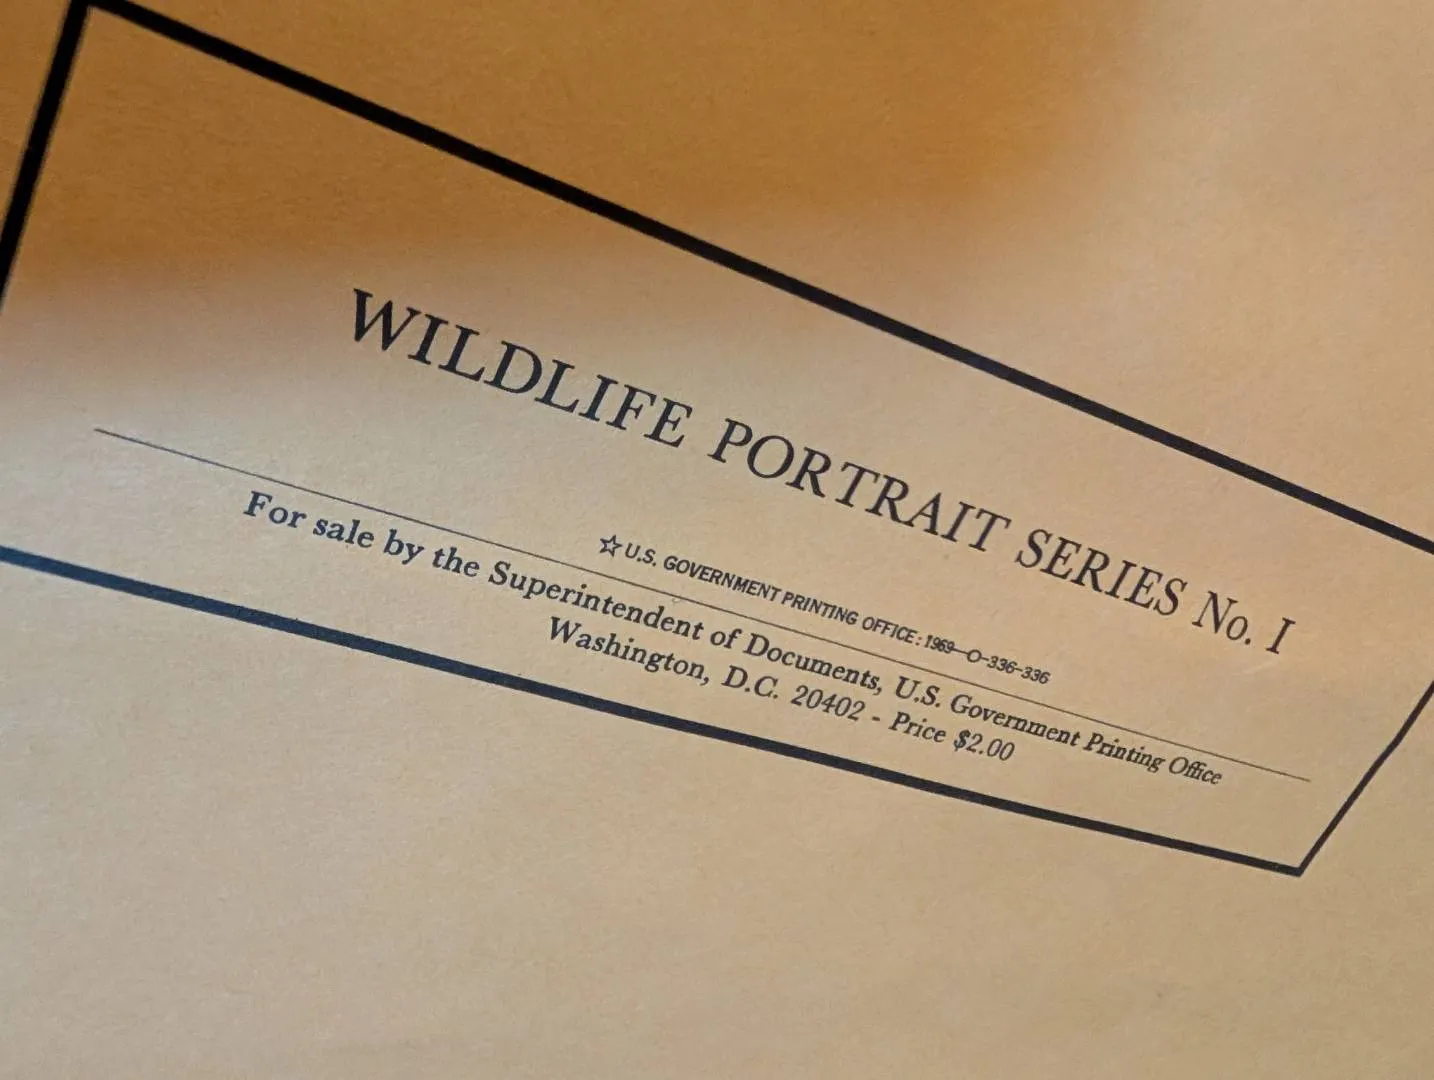 WILDLIFE PORTRAIT SERIES No. I
☆ U.S. GOVERNMENT PRINTING OFFICE : 1969—O-336-336
For sale by the Superintendent of Documents, U.S. Government Printing Office
Washington, D.C. 20402 - Price $2.00